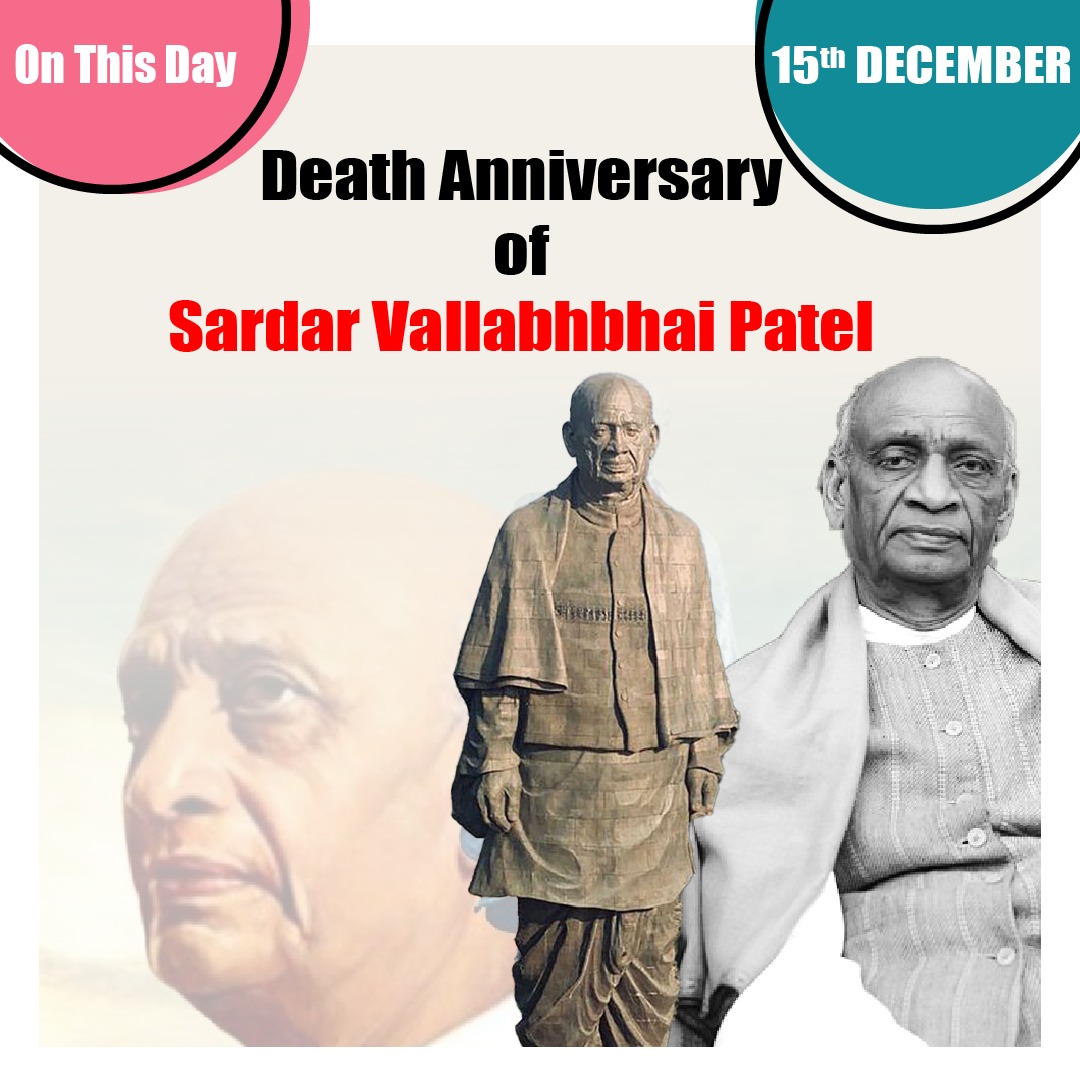 On This Day
15th DECEMBER
Death Anniversary
of
Sardar Vallabhbhai Patel